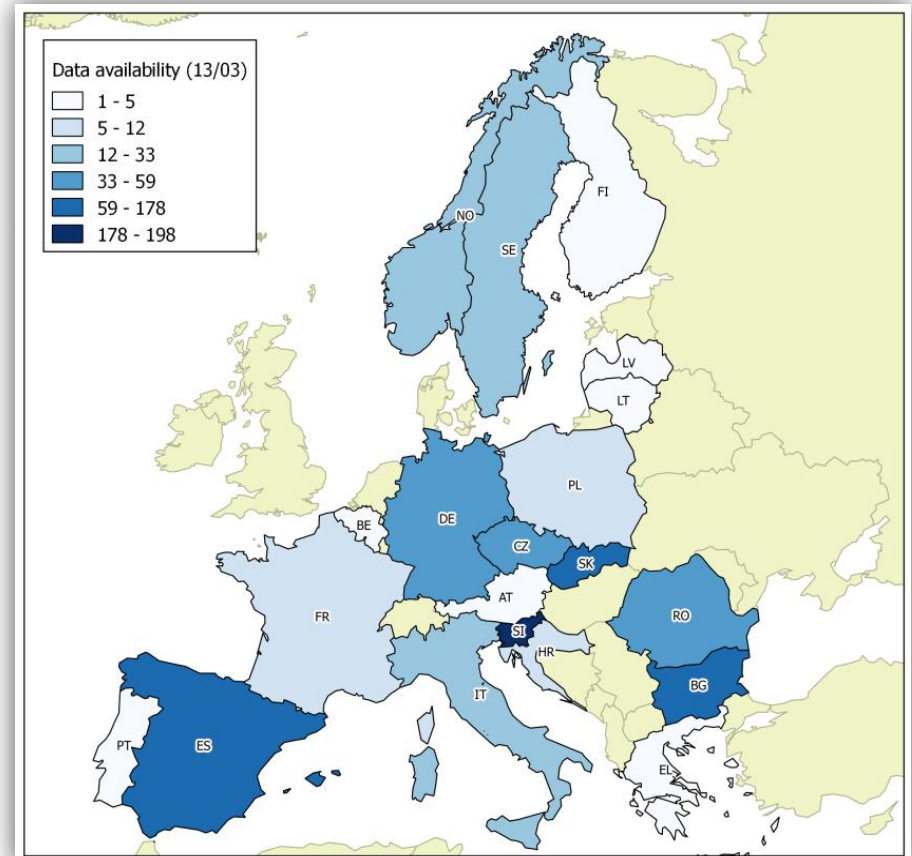 Data availability (13/03)
1 - 5
5 - 12
12 - 33
33 - 59
59 - 178
178 - 198
FI
NO
SE
LV
LT
PL
BE
DE
CZ
SK
AT
FR
SI
HR
RO
IT
BG
PT
ES
EL